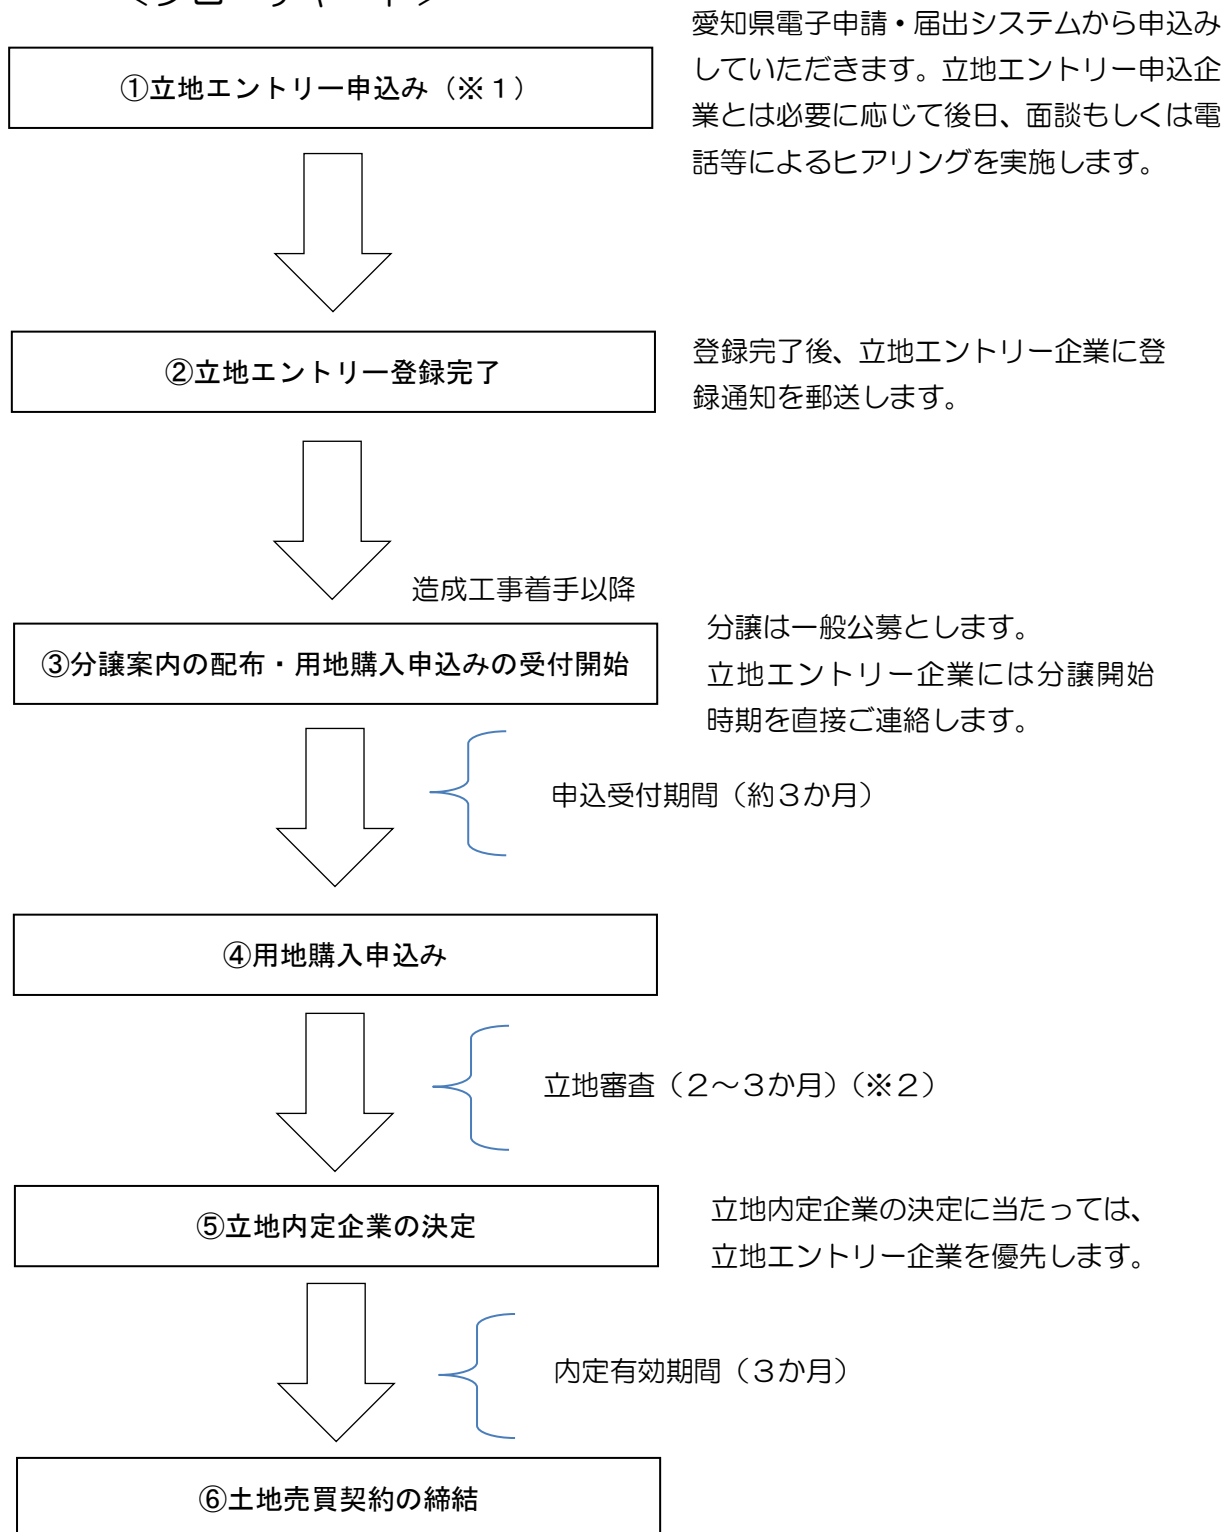 ＜フローチャート＞
愛知県電子申請・届出システムから申込み
していただきます。立地エントリー申込企
業とは必要に応じて後日、面談もしくは電
話等によるヒアリングを実施します。
①立地エントリー申込み（※１）
②立地エントリー登録完了
登録完了後、立地エントリー企業に登
録通知を郵送します。
造成工事着手以降
③分譲案内の配布・用地購入申込みの受付開始
分譲は一般公募とします。
立地エントリー企業には分譲開始
時期を直接ご連絡します。
申込受付期間（約３か月）
④用地購入申込み
立地審査（２～３か月）（※２）
⑤立地内定企業の決定
立地内定企業の決定に当たっては、
立地エントリー企業を優先します。
内定有効期間（３か月）
⑥土地売買契約の締結